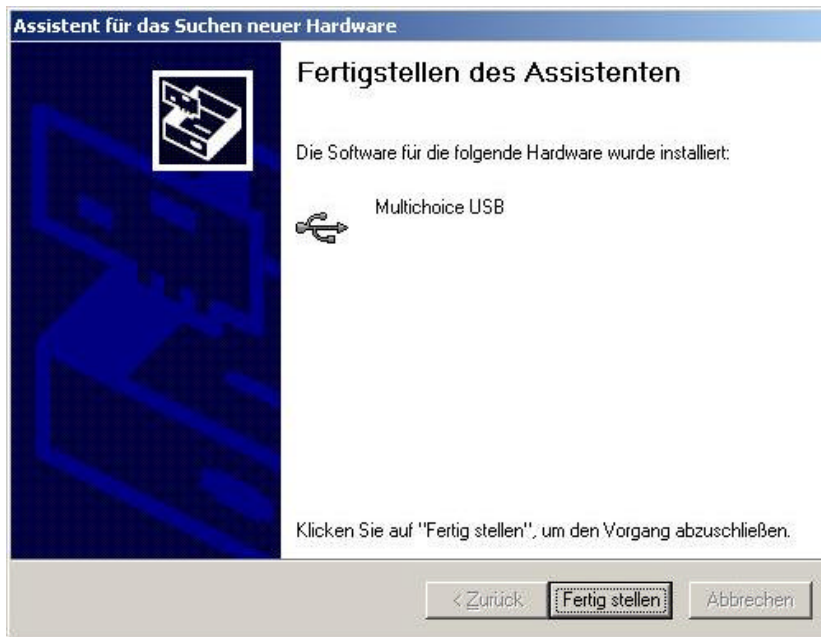 Assistent für das Suchen neuer Hardware
Fertigstellen des Assistenten
Die Software für die folgende Hardware wurde installiert:
Multichoice USB
Klicken Sie auf "Fertig stellen", um den Vorgang abzuschließen.
< Zurück Fertig stellen Abbrechen